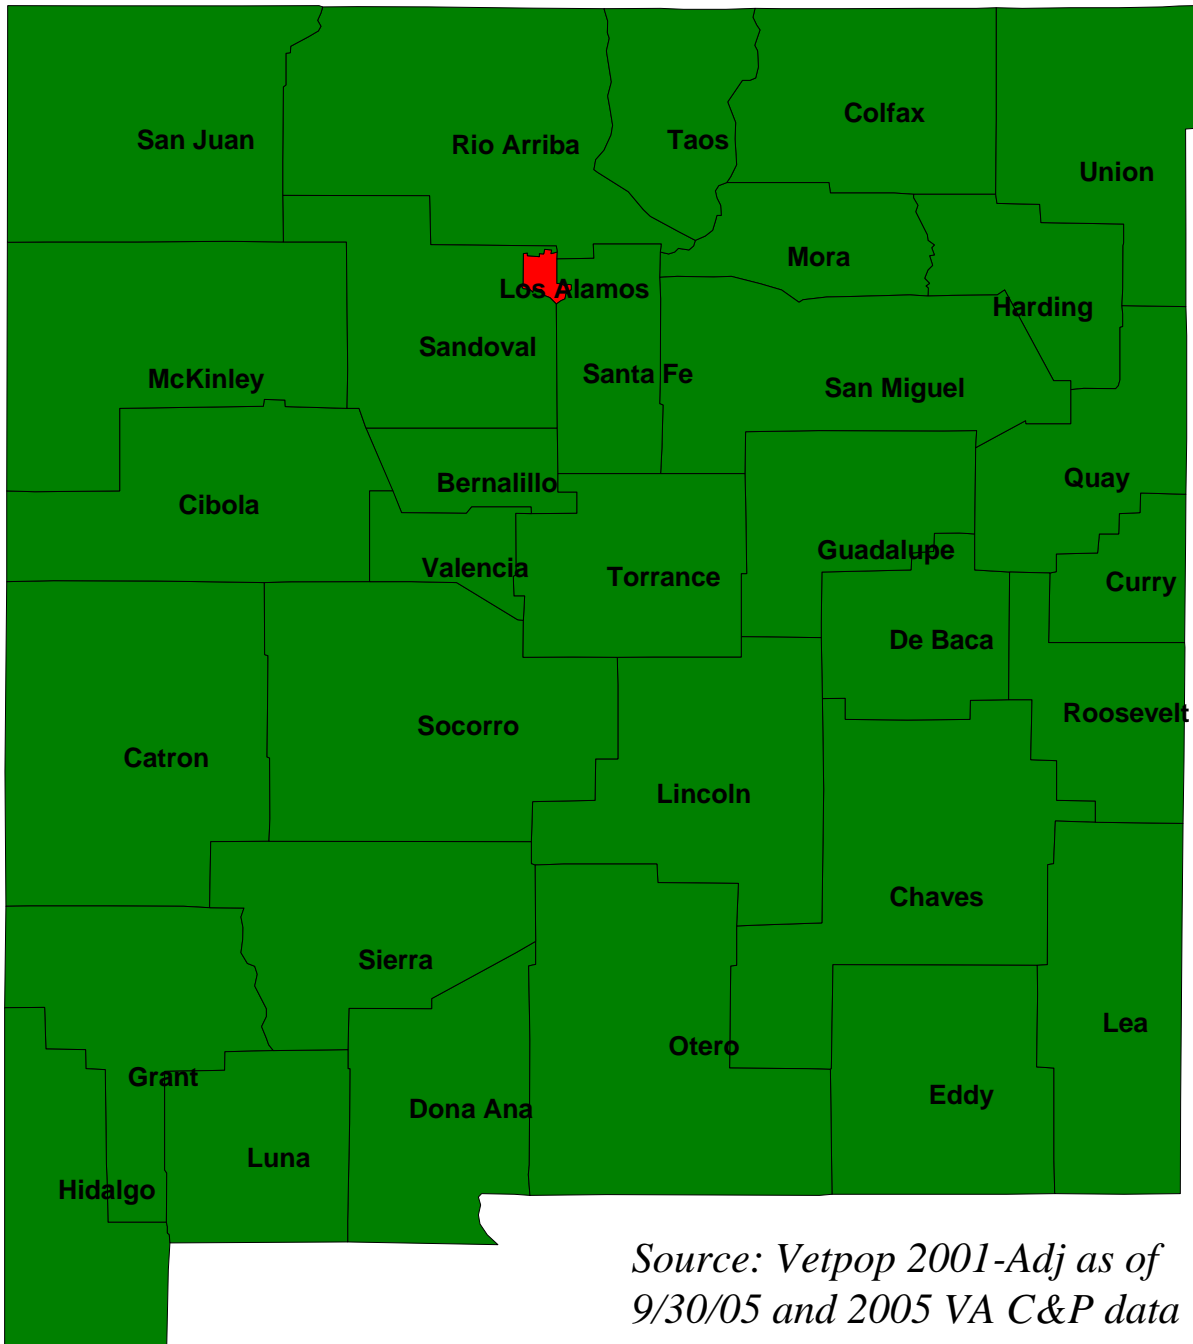 Colfax
San Juan
Rio Arriba
Taos
Union
Mora
Los Alamos
Harding
Sandoval
Santa Fe
McKinley
San Miguel
Quay
Bernalillo
Cibola
Guadalupe
Valencia
Torrance
Curry
De Baca
Roosevelt
Socorro
Catron
Lincoln
Chaves
Sierra
Lea
Otero
Grant
Eddy
Dona Ana
Luna
Hidalgo
Source: Vetpop 2001-Adj as of
9/30/05 and 2005 VA C&P data